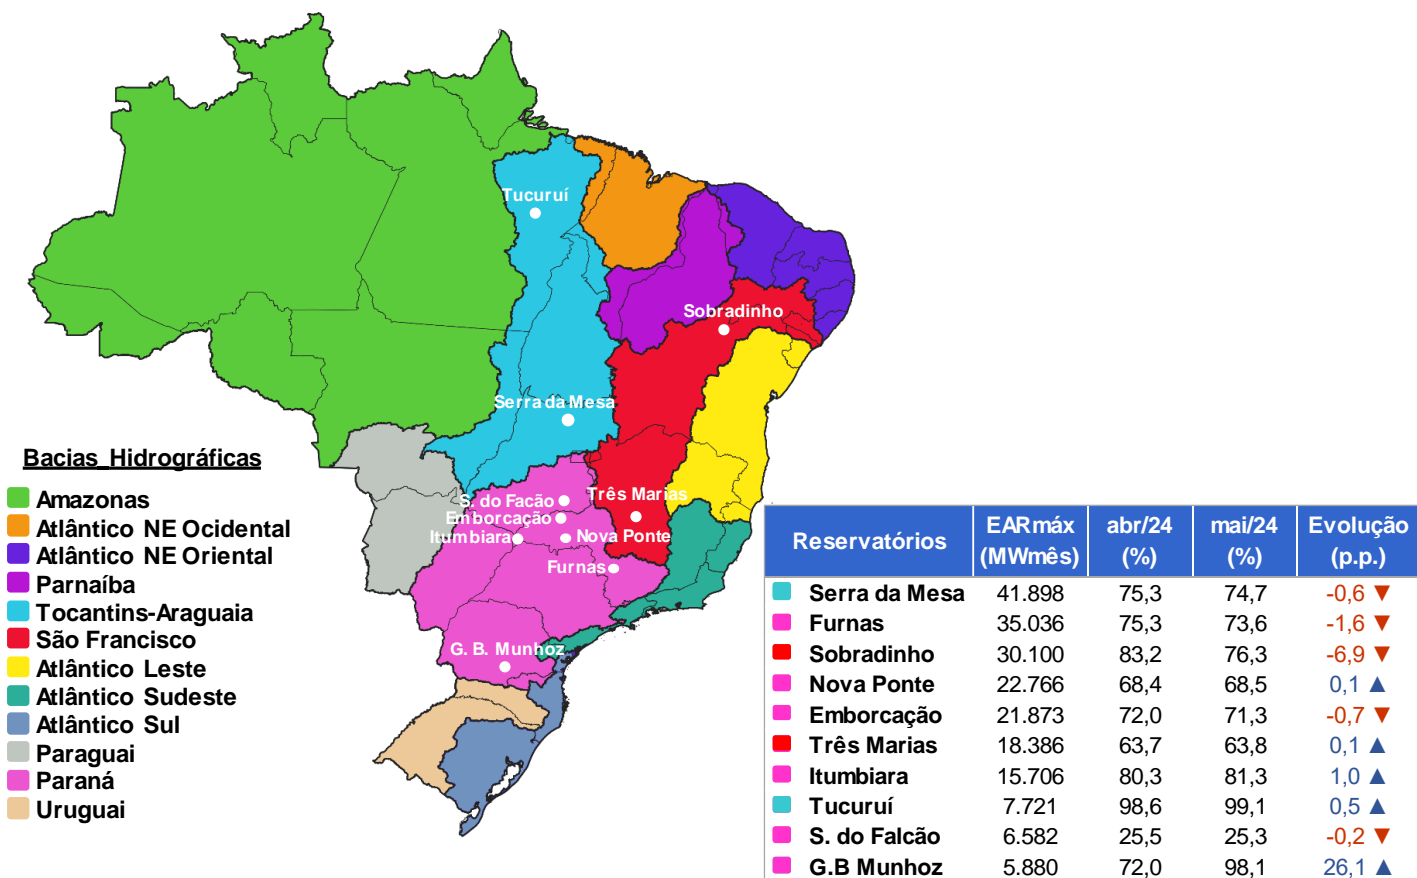 Tucuruí
Sobradinho
Serra da Mesa
Três Marias
S. do Facão
Emborcação
Itumbiara
Nova Ponte
Furnas
G. B. Munhoz
Bacias Hidrográficas
Amazonas
Atlântico NE Ocidental
Atlântico NE Oriental
Parnaíba
Tocantins-Araguaia
São Francisco
Atlântico Leste
Atlântico Sudeste
Atlântico Sul
Paraguai
Paraná
Uruguai
Reservatórios EARmáx (MWmês) abr/24 (%) mai/24 (%) Evolução (p.p.)
Serra da Mesa 41.898 75,3 74,7 -0,6 ▼
Furnas 35.036 75,3 73,6 -1,6 ▼
Sobradinho 30.100 83,2 76,3 -6,9 ▼
Nova Ponte 22.766 68,4 68,5 0,1 ▲
Emborcação 21.873 72,0 71,3 -0,7 ▼
Três Marias 18.386 63,7 63,8 0,1 ▲
Itumbiara 15.706 80,3 81,3 1,0 ▲
Tucuruí 7.721 98,6 99,1 0,5 ▲
S. do Falcão 6.582 25,5 25,3 -0,2 ▼
G.B Munhoz 5.880 72,0 98,1 26,1 ▲